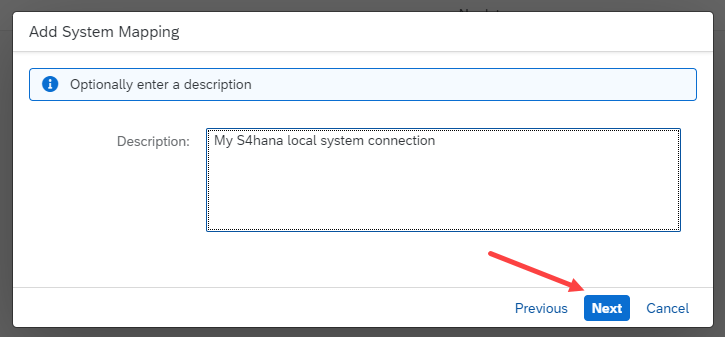 Add System Mapping
Optionally enter a description
Description: My S4hana local system connection
Previous Next Cancel